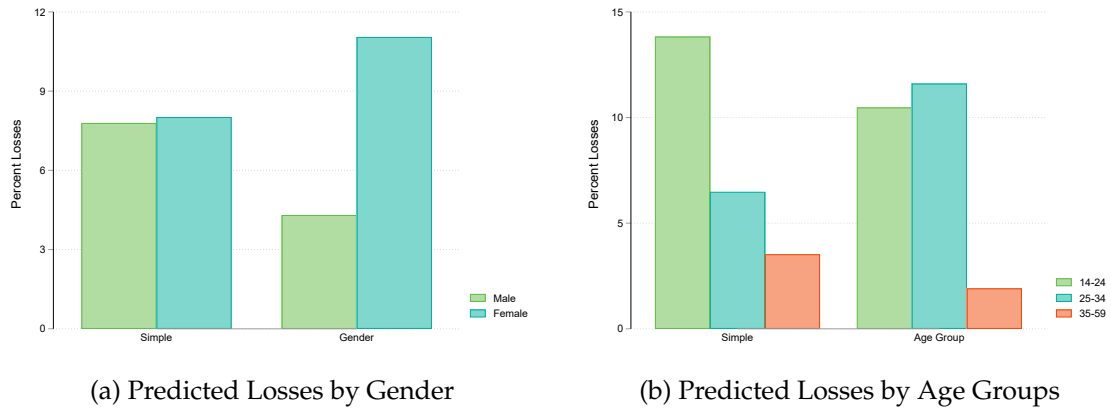 12
9
6
3
0
Percent Losses
Simple
Gender
Male
Female
(a) Predicted Losses by Gender
15
10
5
0
Percent Losses
Simple
Age Group
14-24
25-34
35-59
(b) Predicted Losses by Age Groups